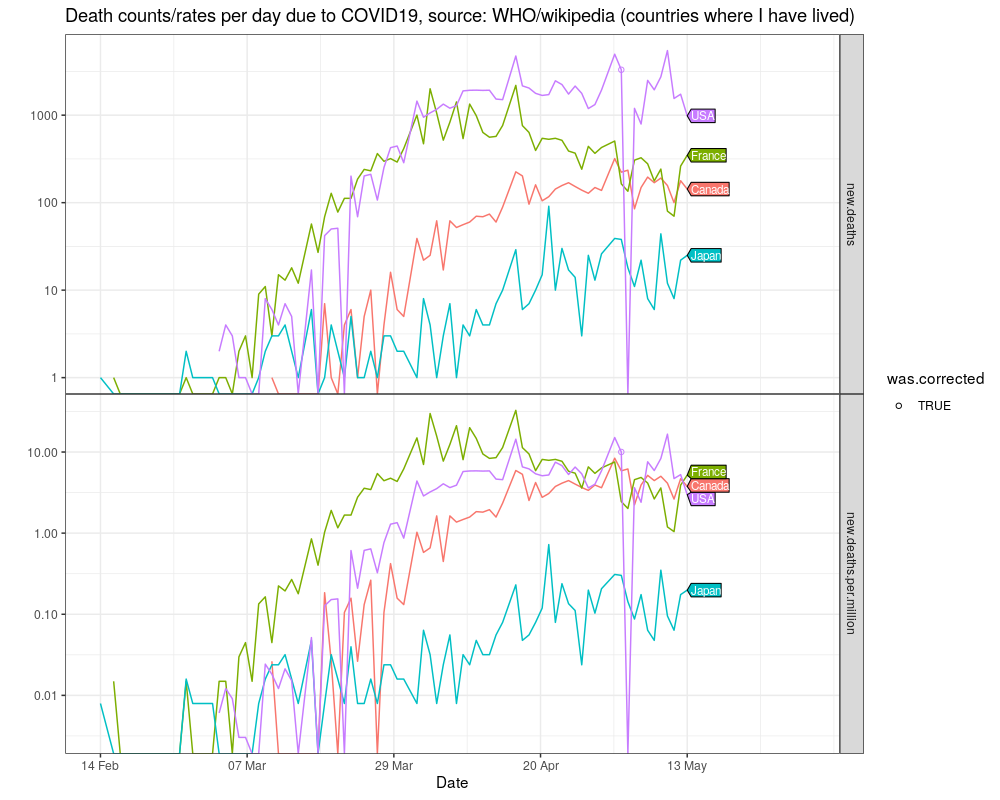 Death counts/rates per day due to COVID19, source: WHO/wikipedia (countries where I have lived)
1000
100
10
1
USA
France
Canada
Japan
new.deaths
10.00
1.00
0.10
0.01
France
Canada
USA
Japan
new.deaths.per.million
14 Feb
07 Mar
29 Mar
20 Apr
13 May
Date
was.corrected
TRUE